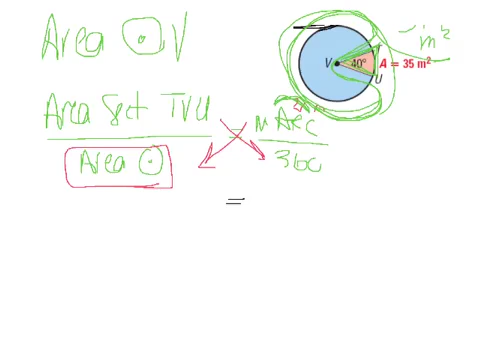 Area ⊙ V
m²
T
V 40° A = 35 m²
U
Area Sect TVU = m Arc
Area ⊙ 360
=